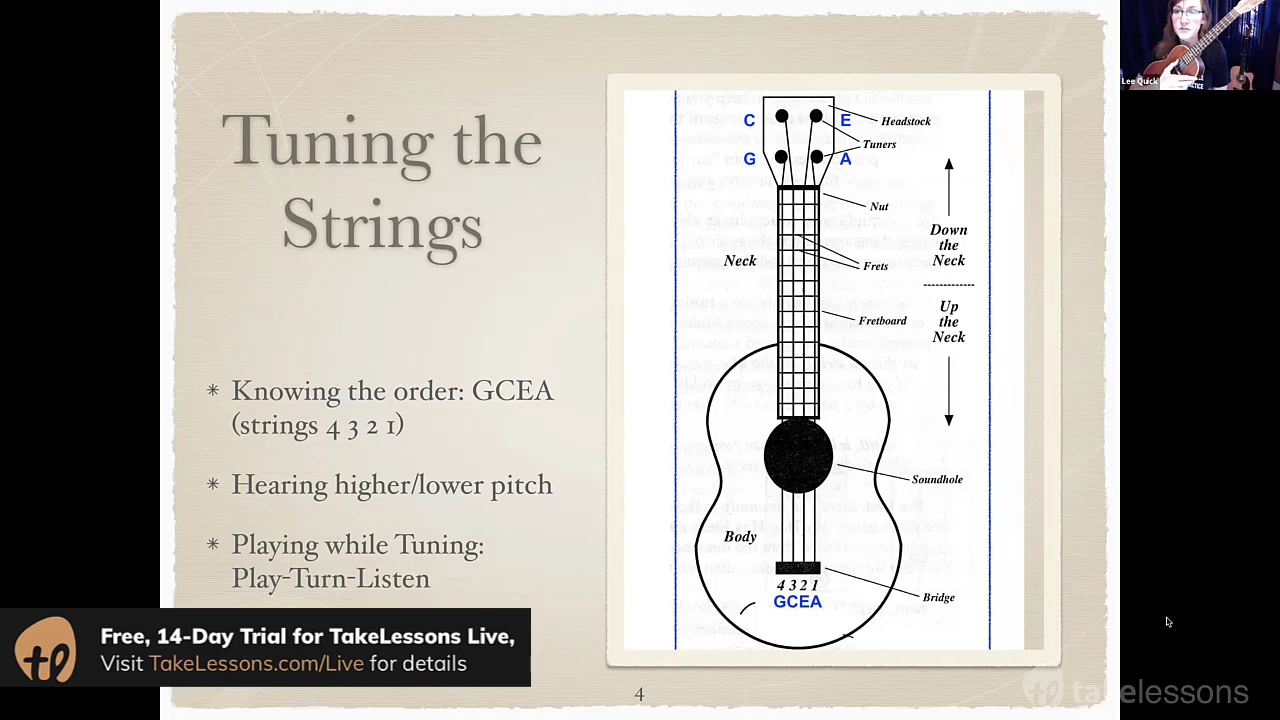 Lee Quick
Tuning the
Strings
* Knowing the order: GCEA
(strings 4 3 2 1)
* Hearing higher/lower pitch
* Playing while Tuning:
Play-Turn-Listen
C
E
G
A
Headstock
Tuners
Nut
Neck
Frets
Fretboard
Down
the
Neck
-------------
Up
the
Neck
Soundhole
Body
4 3 2 1
GCEA
Bridge
Free, 14-Day Trial for TakeLessons Live,
Visit TakeLessons.com/Live for details
4
takelessons